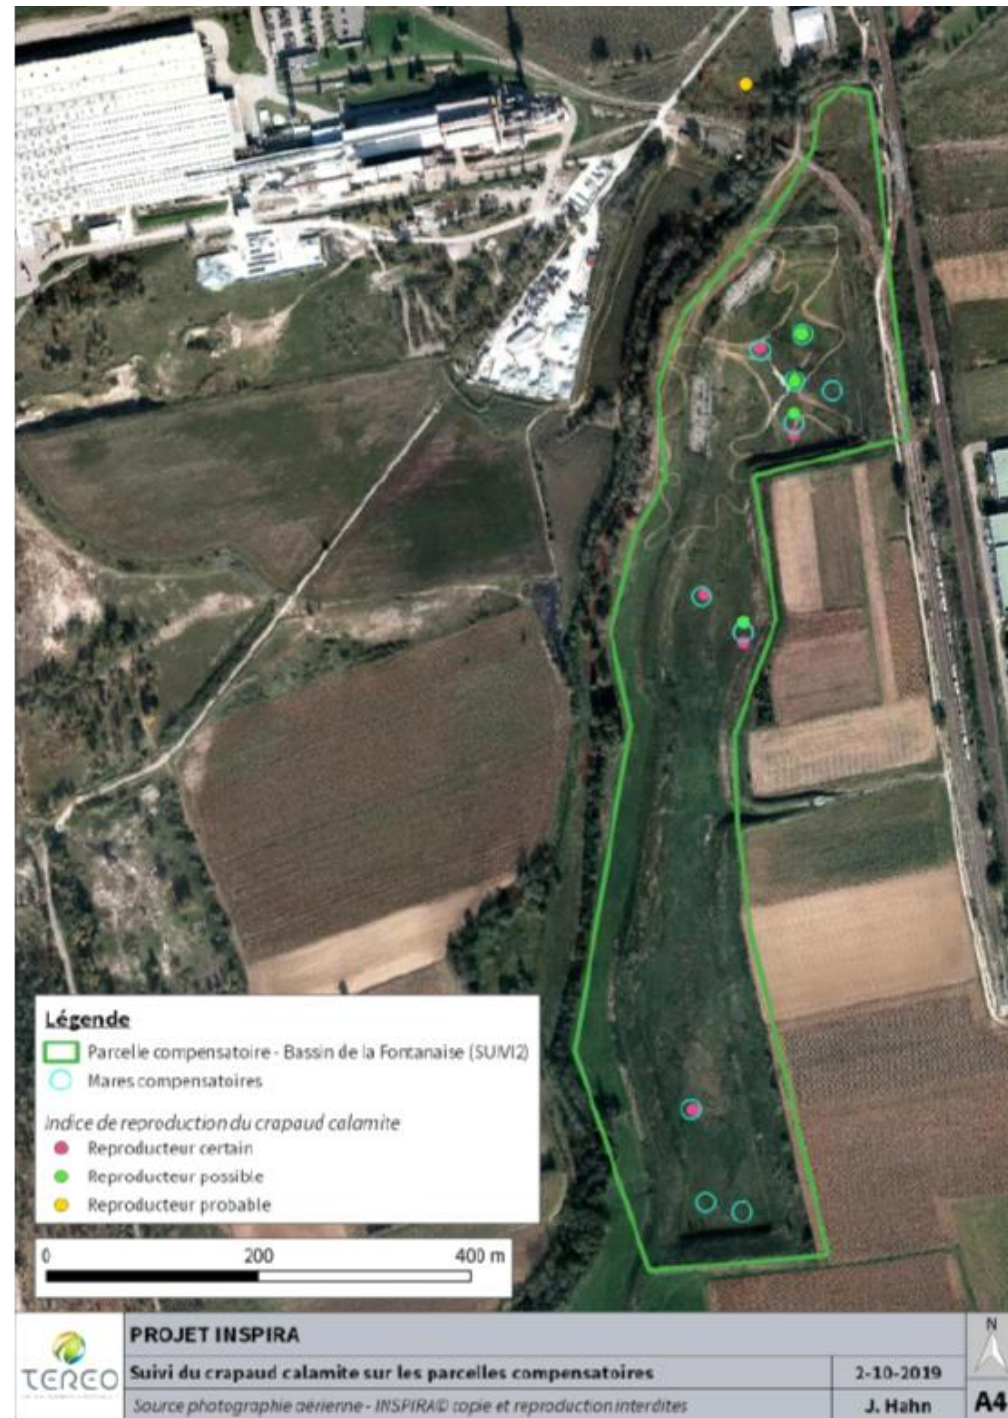 Légende
Parcelle compensatoire - Bassin de la Fontanaise (SUIVI2)
Mares compensatoires
Indice de reproduction du crapaud calamite
Reproducteur certain
Reproducteur possible
Reproducteur probable
0 200 400 m
PROJET INSPIRA
N
TEREO
Suivi du crapaud calamite sur les parcelles compensatoires 2-10-2019
Source photographie aérienne - INSPIRA© copie et reproduction interdites J. Hahn A4